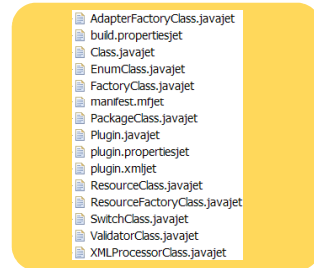 AdapterFactoryClass.javajet
build.propertiesjet
Class.javajet
EnumClass.javajet
FactoryClass.javajet
manifest.mfjet
PackageClass.javajet
Plugin.javajet
plugin.propertiesjet
plugin.xmljet
ResourceClass.javajet
ResourceFactoryClass.javajet
SwitchClass.javajet
ValidatorClass.javajet
XMLProcessorClass.javajet